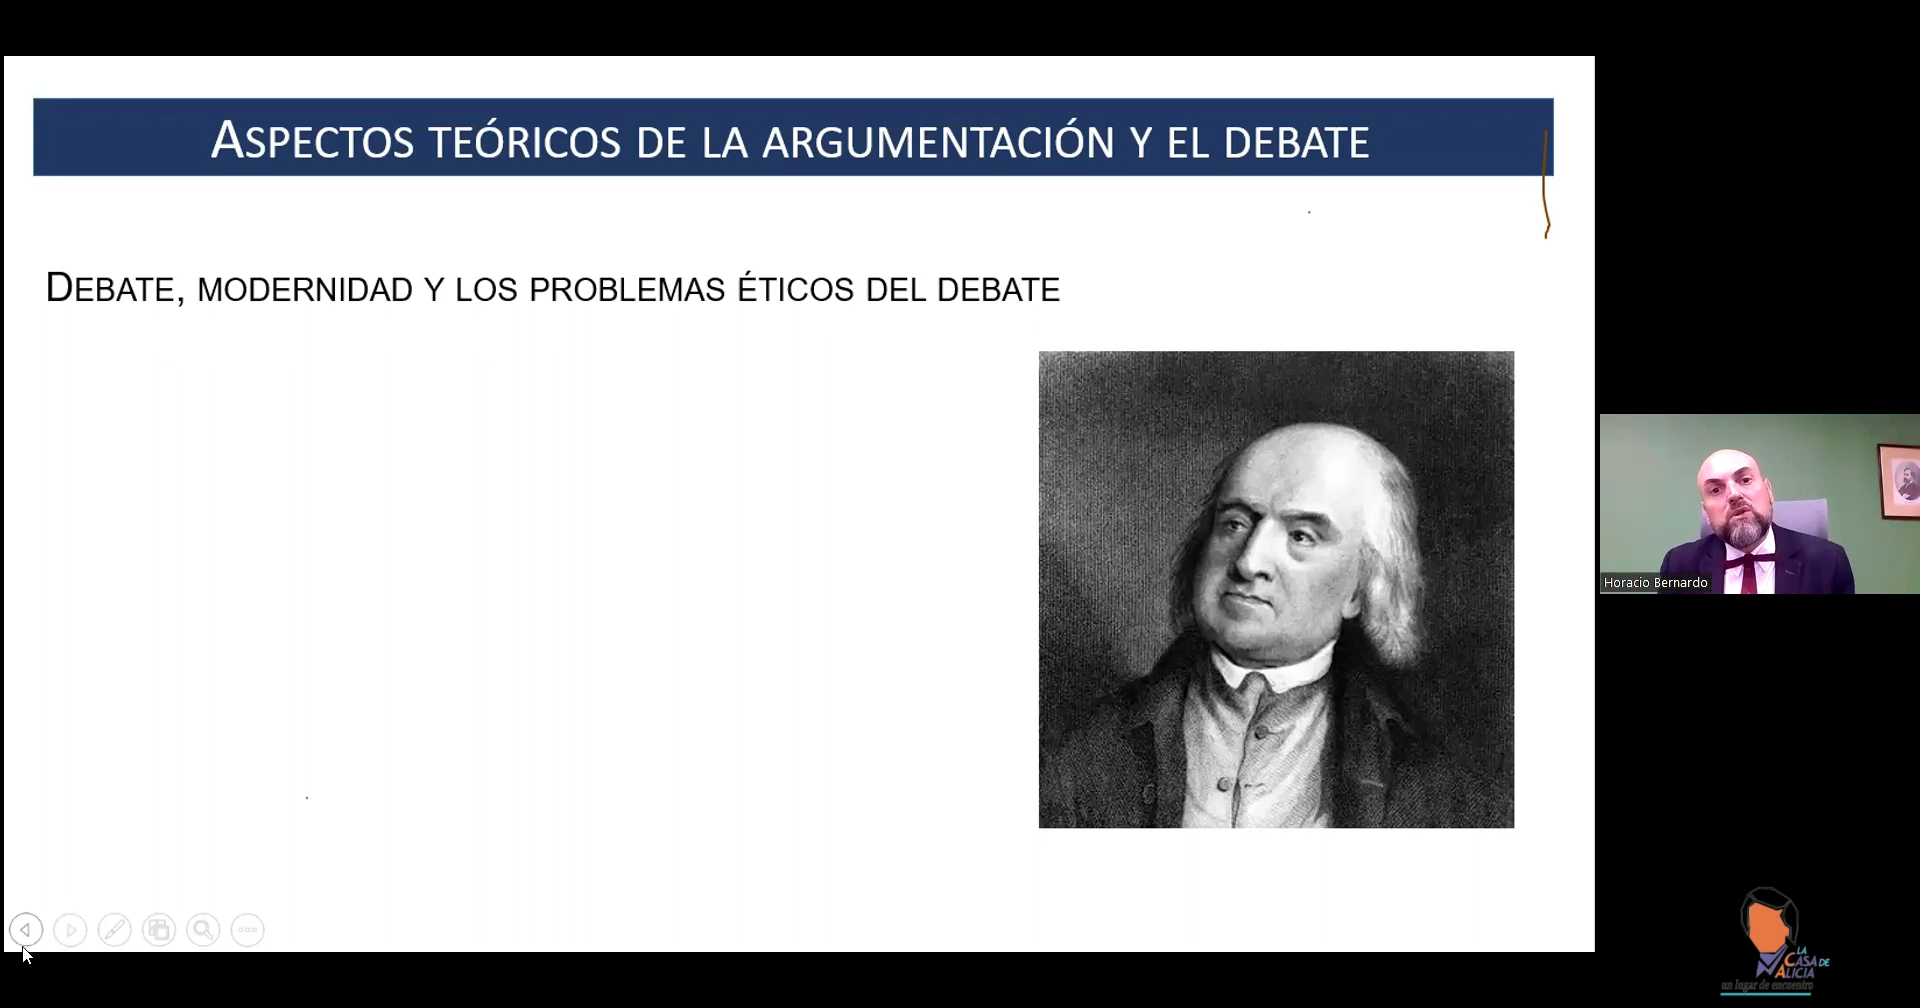 ASPECTOS TEÓRICOS DE LA ARGUMENTACIÓN Y EL DEBATE
DEBATE, MODERNIDAD Y LOS PROBLEMAS ÉTICOS DEL DEBATE
Horacio Bernardo
LA
CASA DE
ALICIA
un lugar de encuentro